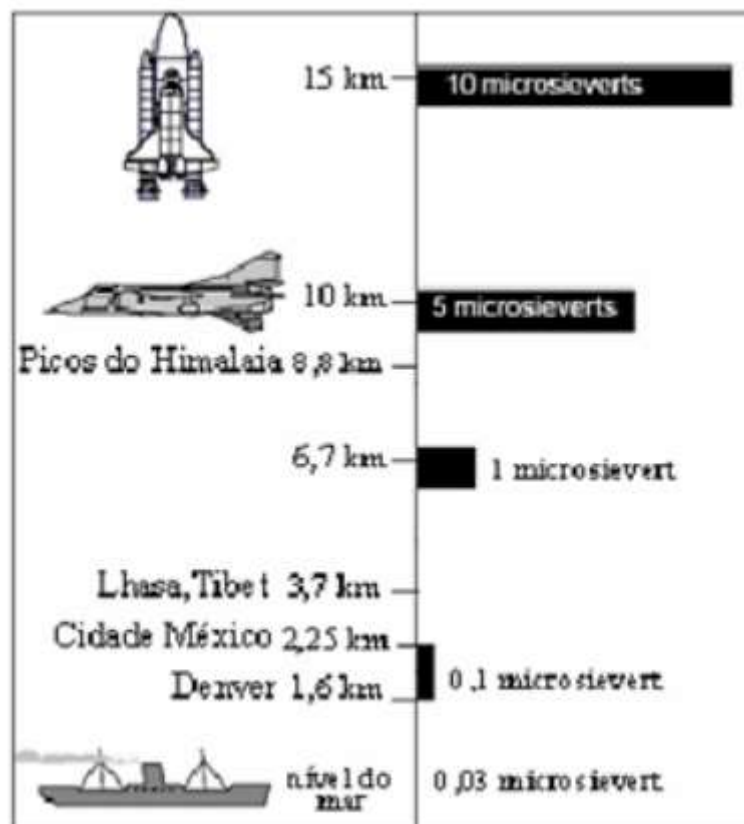 15 km 10 microsieverts
10 km 5 microsieverts
Picos do Himalaia 8,8 km
6,7 km 1 microsievert
Lhasa, Tibet 3,7 km
Cidade México 2,25 km
Denver 1,6 km 0,1 microsievert
nível do 0,03 microsievert
mar